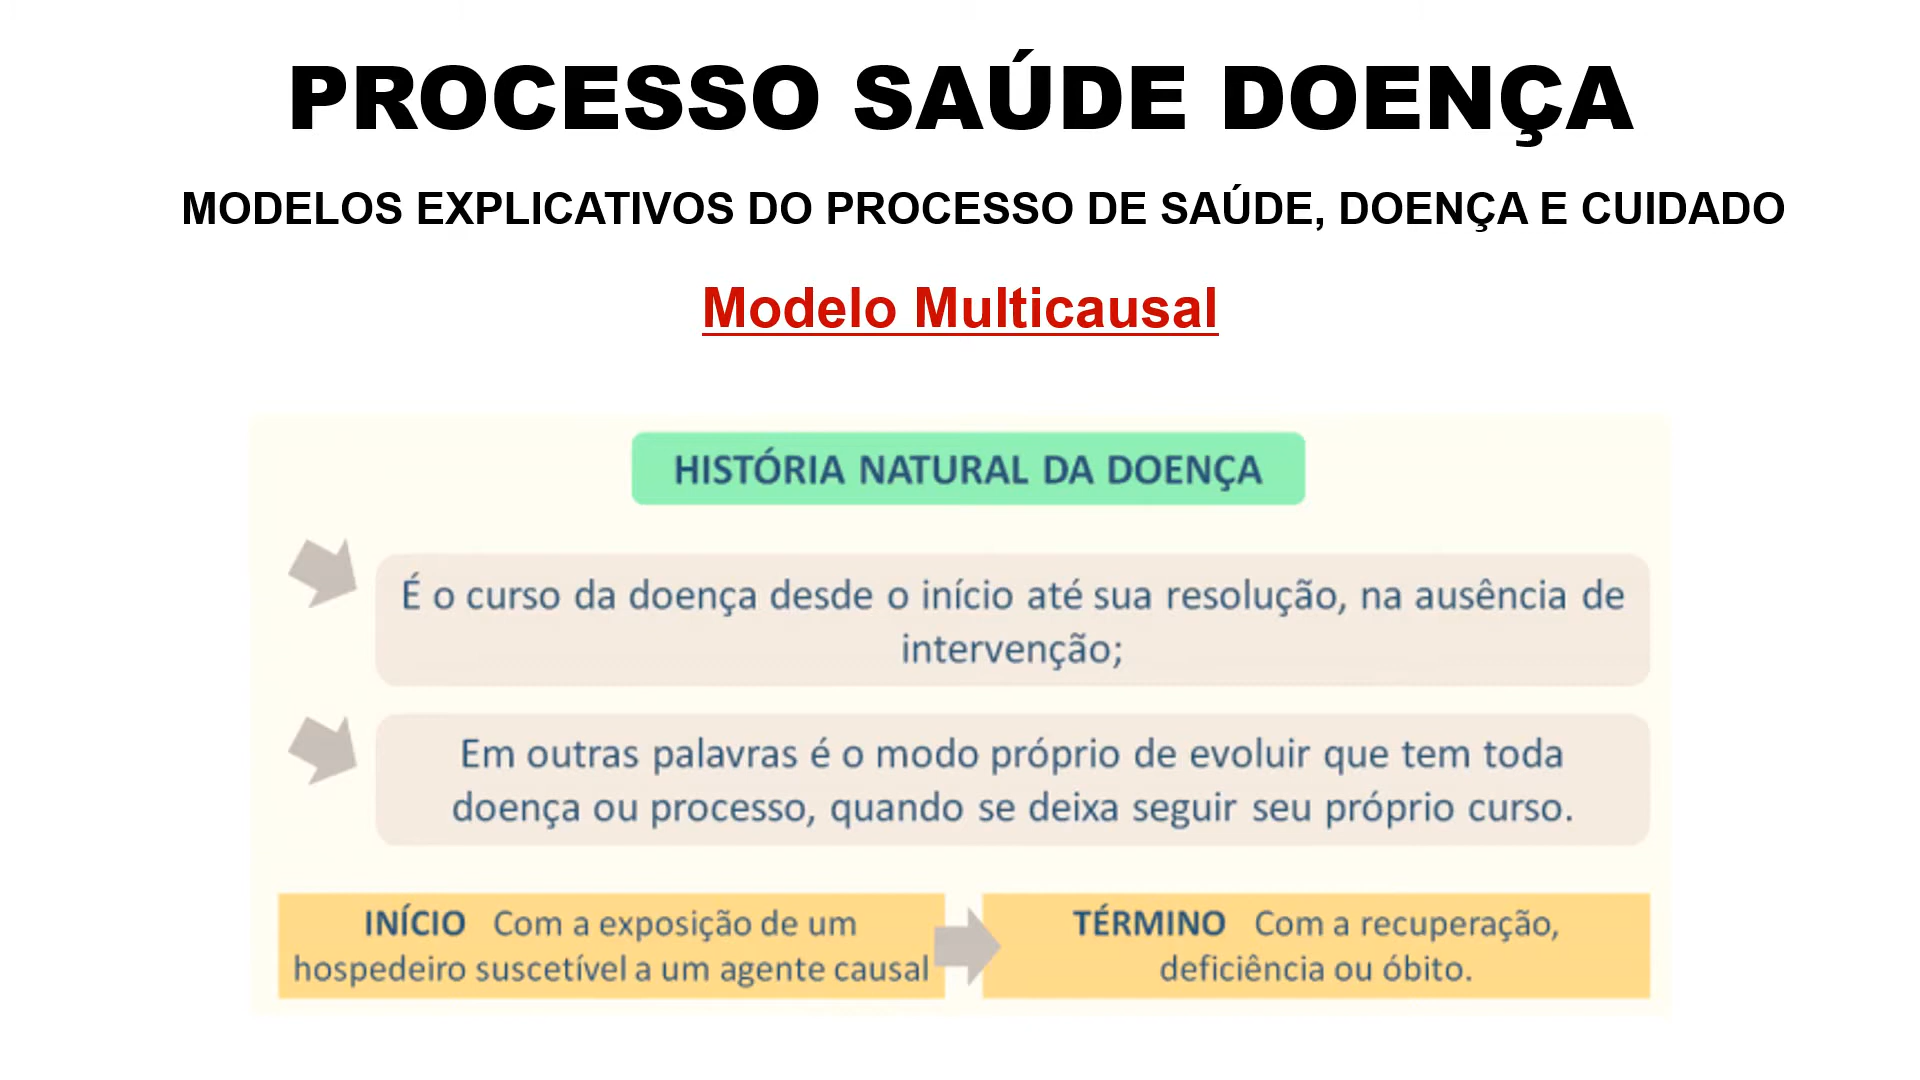 PROCESSO SAÚDE DOENÇA
MODELOS EXPLICATIVOS DO PROCESSO DE SAÚDE, DOENÇA E CUIDADO
Modelo Multicausal
HISTÓRIA NATURAL DA DOENÇA
É o curso da doença desde o início até sua resolução, na ausência de
intervenção;
Em outras palavras é o modo próprio de evoluir que tem toda
doença ou processo, quando se deixa seguir seu próprio curso.
INÍCIO Com a exposição de um
hospedeiro suscetível a um agente causal
TÉRMINO Com a recuperação,
deficiência ou óbito.